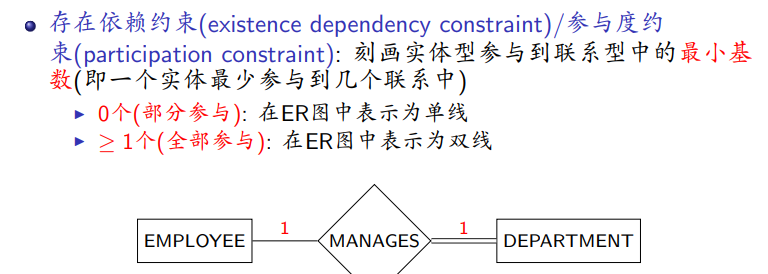 存在依赖约束(existence dependency constraint)/参与度约
束(participation constraint): 刻画实体型参与到联系型中的最小基
数(即一个实体最少参与到几个联系中)
0个(部分参与): 在ER图中表示为单线
≥ 1个(全部参与): 在ER图中表示为双线
EMPLOYEE 1 MANAGES 1 DEPARTMENT